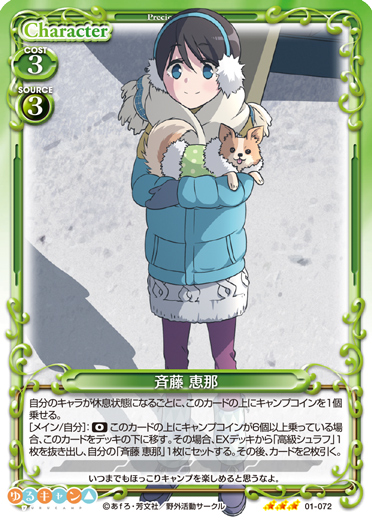 Precio
Character
COST
3
SOURCE
3
斉藤 恵那
自分のキャラが休息状態になるごとに、このカードの上にキャンプコインを1個
乗せる。
[メイン/自分]: このカードの上にキャンプコインが6個以上乗っている場
合、このカードをデッキの下に移す。その場合、EXデッキから「高級シュラフ」1
枚を抜き出し、自分の「斉藤 恵那」1枚にセットする。その後、カードを2枚引く。
いつまでもほっこりキャンプを楽しめると思うなよ。
ゆるキャン△
©あfろ・芳文社/野外活動サークル
★★★ 01-072